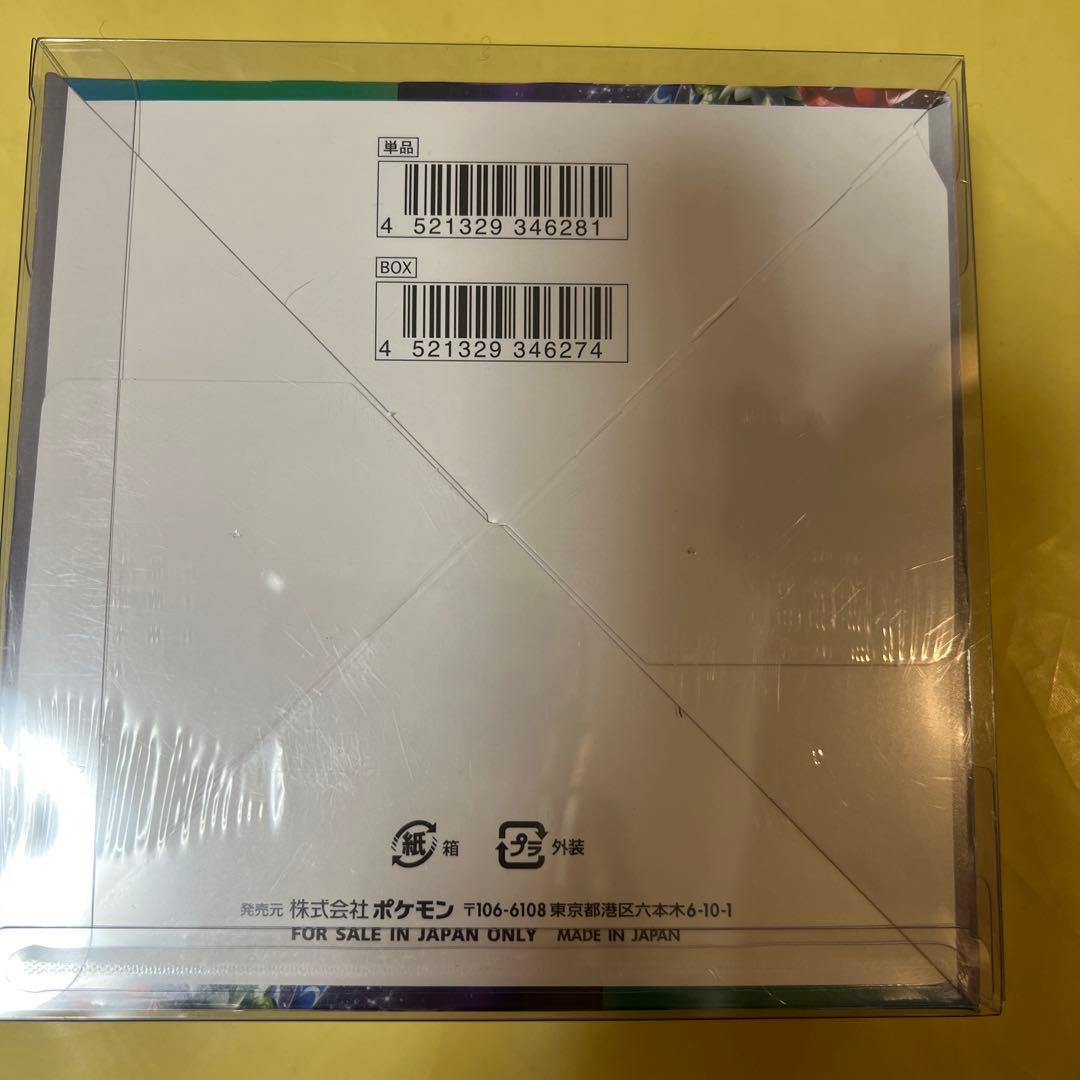 単品
4 521329 346281
BOX
4 521329 346274
紙 箱 プラ 外装
発売元 株式会社ポケモン 〒106-6108 東京都港区六本木6-10-1
FOR SALE IN JAPAN ONLY MADE IN JAPAN